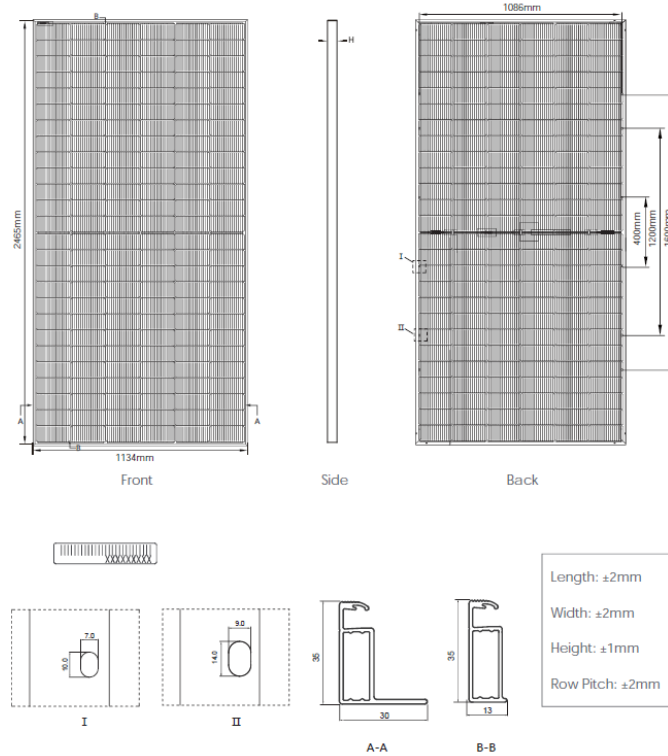 B
1086mm
H
2465mm
400mm
1200mm
1600mm
I
II
A
A
B
1134mm
Front
Side
Back
Length: ±2mm
Width: ±2mm
Height: ±1mm
Row Pitch: ±2mm
7.0
10.0
I
9.0
14.0
II
35
30
A-A
35
13
B-B